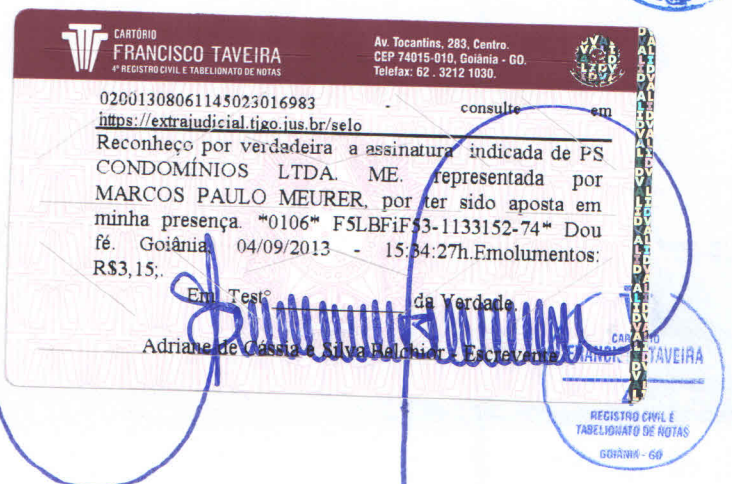 CARTÓRIO
FRANCISCO TAVEIRA
4º REGISTRO CIVIL E TABELIONATO DE NOTAS
Av. Tocantins, 283, Centro.
CEP 74015-010, Goiânia - GO.
Telefax: 62 . 3212 1030.
02001308061145023016983 - consulte em
https://extrajudicial.tjgo.jus.br/selo
Reconheço por verdadeira a assinatura indicada de PS
CONDOMÍNIOS LTDA. ME. representada por
MARCOS PAULO MEURER, por ter sido aposta em
minha presença. *0106* F5LBFiF53-1133152-74* Dou
fé. Goiânia, 04/09/2013 - 15:34:27h.Emolumentos:
R$3,15;.
Em Testº da Verdade.
Adriane de Cássia e Silva Belchior - Escrevente
CARTÓRIO
FRANCISCO TAVEIRA
REGISTRO CIVIL E
TABELIONATO DE NOTAS
GOIÂNIA - GO